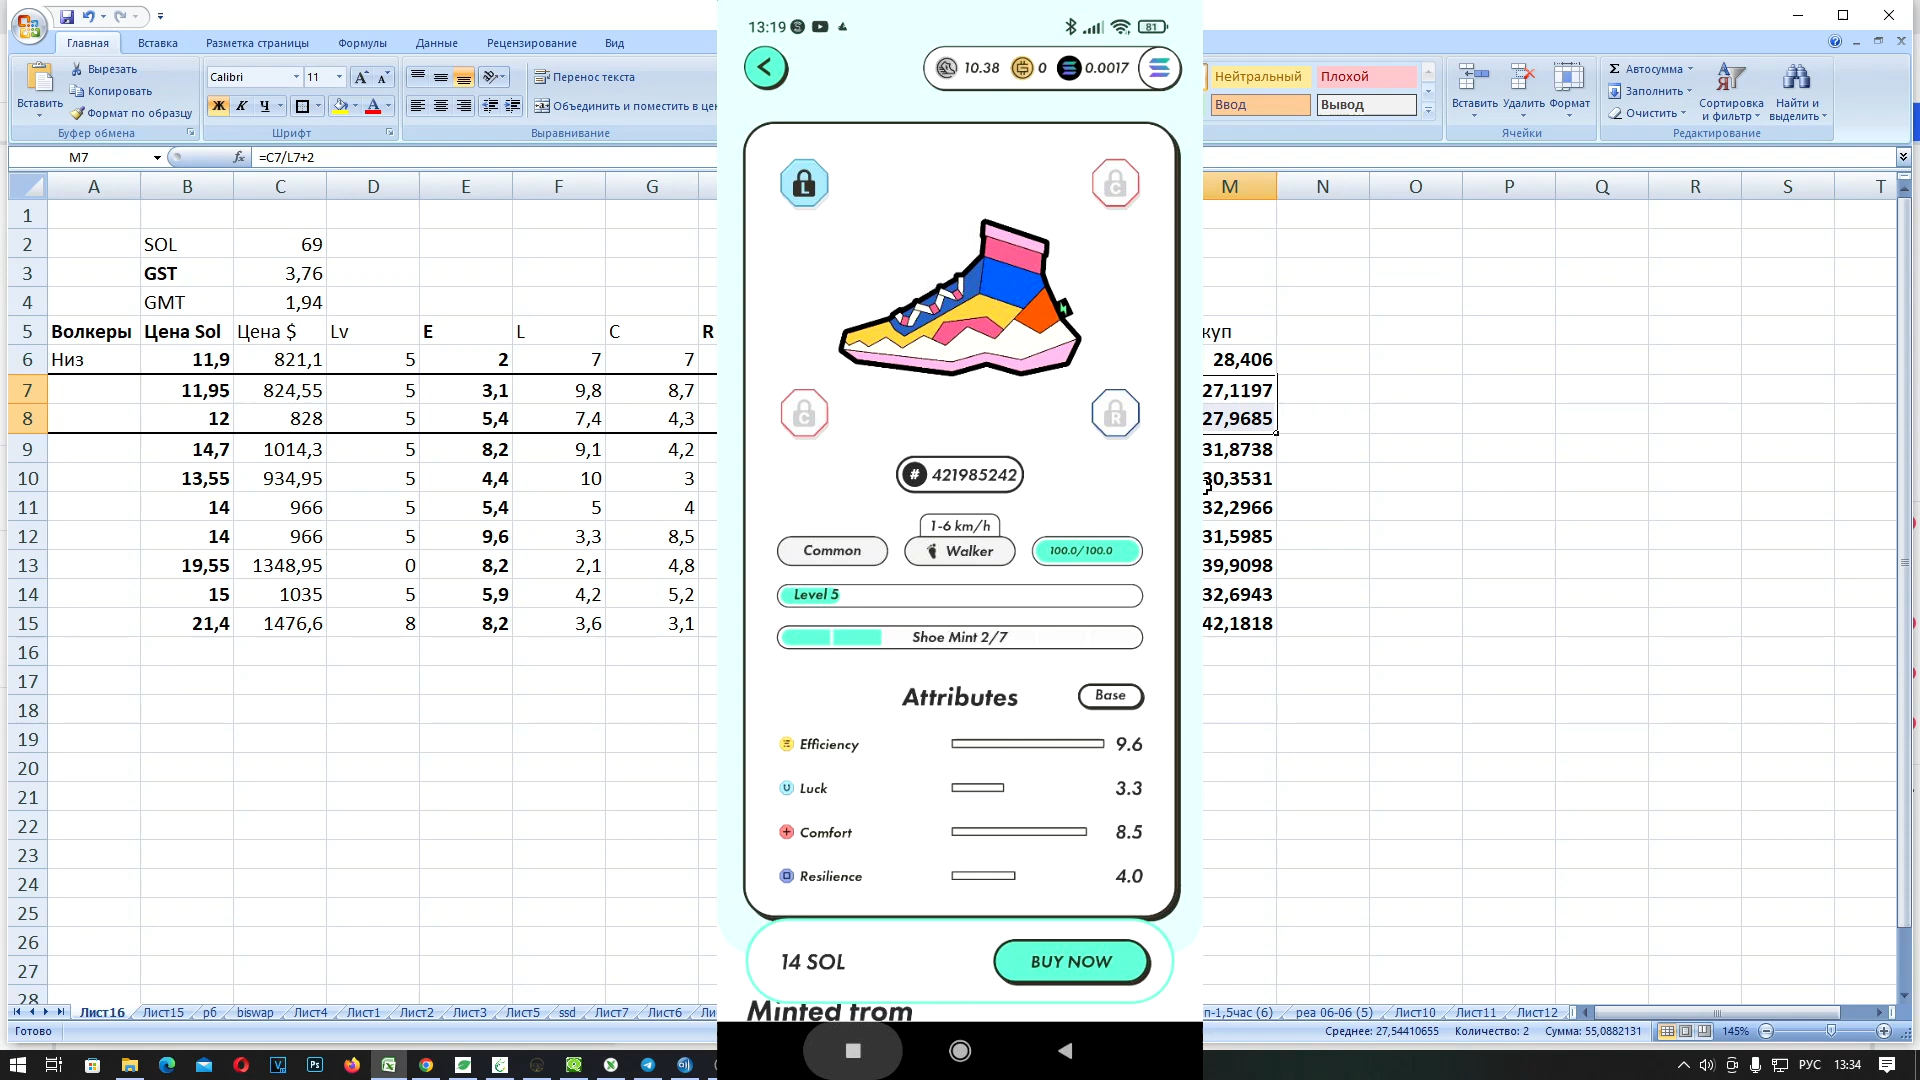 Главная Вставка Разметка страницы Формулы Данные Рецензирование Вид
Вставить
Вырезать
Копировать
Формат по образцу
Буфер обмена
Calibri 11
Ж К Ч
Шрифт
Перенос текста
Объединить и поместить в цен
Выравнивание
Нейтральный Плохой
Ввод Вывод
Вставить Удалить Формат
Ячейки
Автосумма
Заполнить
Очистить
Сортировка и фильтр
Найти и выделить
Редактирование
M7 fx =C7/L7+2
A B C D E F G M N O P Q R S T
1
2 SOL 69
3 GST 3,76
4 GMT 1,94
5 Волкеры Цена Sol Цена $ Lv E L C R куп
6 Низ 11,9 821,1 5 2 7 7 28,406
7 11,95 824,55 5 3,1 9,8 8,7 27,1197
8 12 828 5 5,4 7,4 4,3 27,9685
9 14,7 1014,3 5 8,2 9,1 4,2 31,8738
10 13,55 934,95 5 4,4 10 3 30,3531
11 14 966 5 5,4 5 4 32,2966
12 14 966 5 9,6 3,3 8,5 31,5985
13 19,55 1348,95 0 8,2 2,1 4,8 39,9098
14 15 1035 5 5,9 4,2 5,2 32,6943
15 21,4 1476,6 8 8,2 3,6 3,1 42,1818
16
17
18
19
20
21
22
23
24
25
26
27
28
13:19 81
10.38 0 0.0017
L C
C R
# 421985242
1-6 km/h
Common Walker 100.0/100.0
Level 5
Shoe Mint 2/7
Attributes Base
Efficiency 9.6
Luck 3.3
Comfort 8.5
Resilience 4.0
14 SOL BUY NOW
Minted from
Лист16 Лист15 рб biswap Лист4 Лист1 Лист2 Лист3 Лист5 ssd Лист7 Лист6 Ли п-1,5час (6) реа 06-06 (5) Лист10 Лист11 Лист12
Готово Среднее: 27,54410655 Количество: 2 Сумма: 55,0882131 145%
РУС 13:34